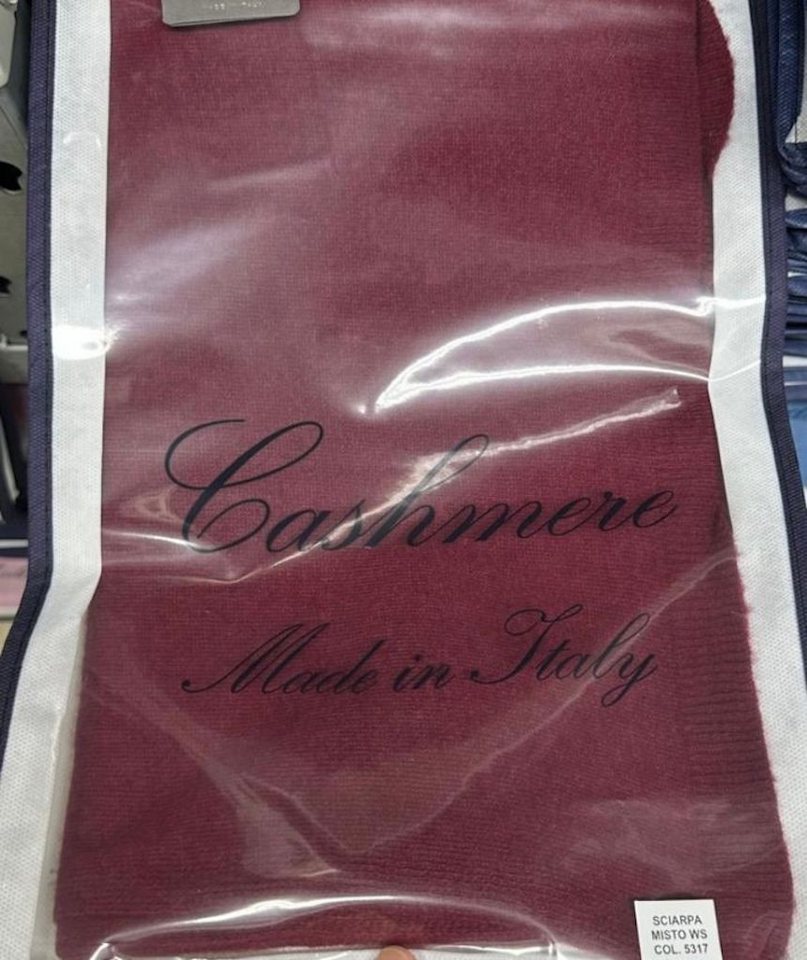 Cashmere
Made in Italy
SCIARPA
MISTO WS
COL. 5317